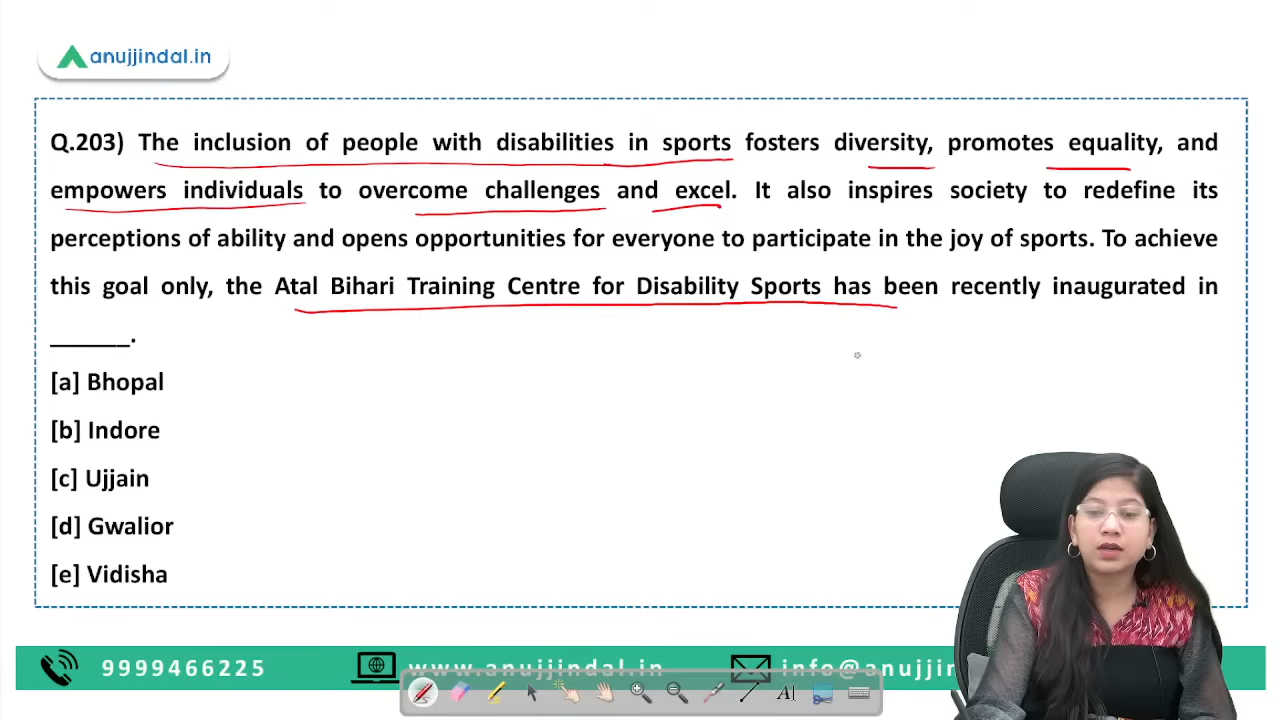 anujjindal.in
Q.203) The inclusion of people with disabilities in sports fosters diversity, promotes equality, and
empowers individuals to overcome challenges and excel. It also inspires society to redefine its
perceptions of ability and opens opportunities for everyone to participate in the joy of sports. To achieve
this goal only, the Atal Bihari Training Centre for Disability Sports has been recently inaugurated in
______.
[a] Bhopal
[b] Indore
[c] Ujjain
[d] Gwalior
[e] Vidisha
9999466225 www.anujjindal.in info@anujjin